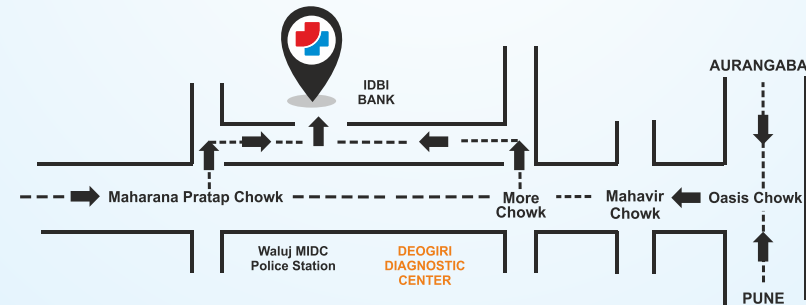 AURANGABA
IDBI
BANK
Maharana Pratap Chowk
More
Chowk
Mahavir
Chowk
Oasis Chowk
Waluj MIDC
Police Station
DEOGIRI
DIAGNOSTIC
CENTER
PUNE